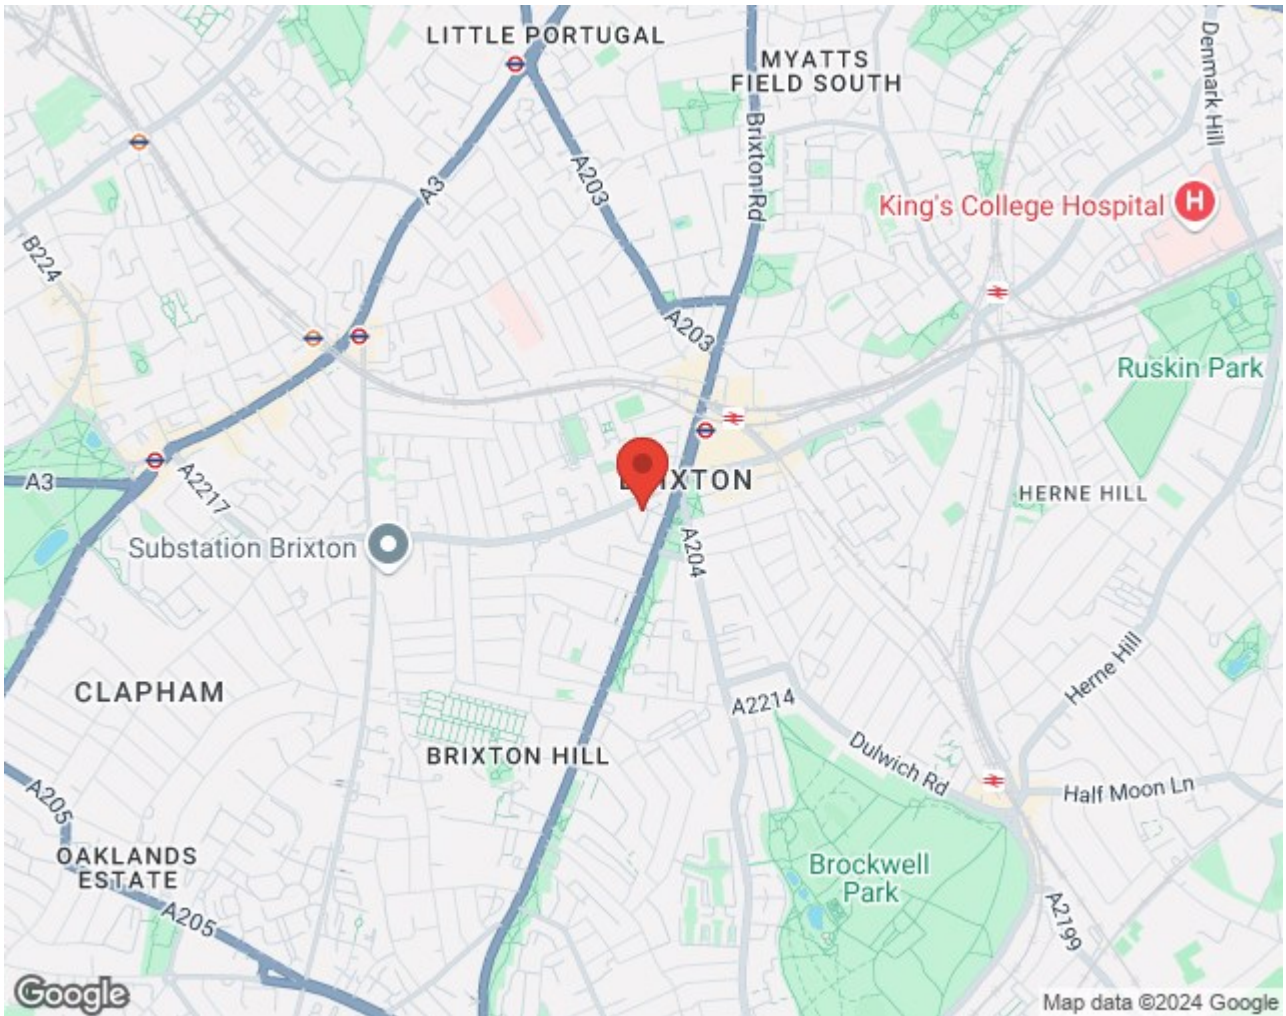 LITTLE PORTUGAL
MYATTS
FIELD SOUTH
Denmark Hill
A3
A203
Brixton Rd
King's College Hospital
H
B224
A203
Ruskin Park
A3
A2217
HERNE HILL
Substation Brixton
A204
CLAPHAM
A2214
Herne Hill
BRIXTON HILL
Dulwich Rd
Half Moon Ln
A205
OAKLANDS
ESTATE
Brockwell
Park
A205
A2199
Google
Map data ©2024 Google